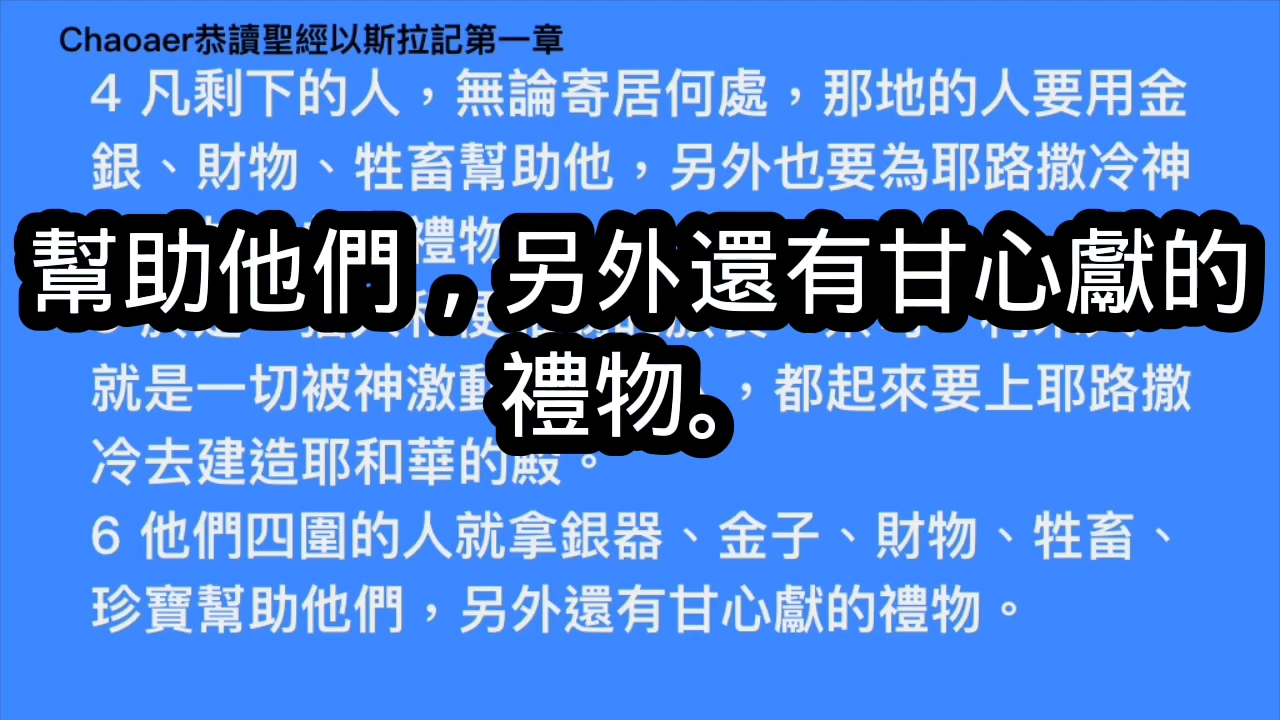 Chaoaer恭讀聖經以斯拉記第一章
4 凡剩下的人，無論寄居何處，那地的人要用金
銀、財物、牲畜幫助他，另外也要為耶路撒冷神
禮物
幫助他們，另外還有甘心獻的
禮物。
就是一切被神激動，都起來要上耶路撒
冷去建造耶和華的殿。
6 他們四圍的人就拿銀器、金子、財物、牲畜、
珍寶幫助他們，另外還有甘心獻的禮物。